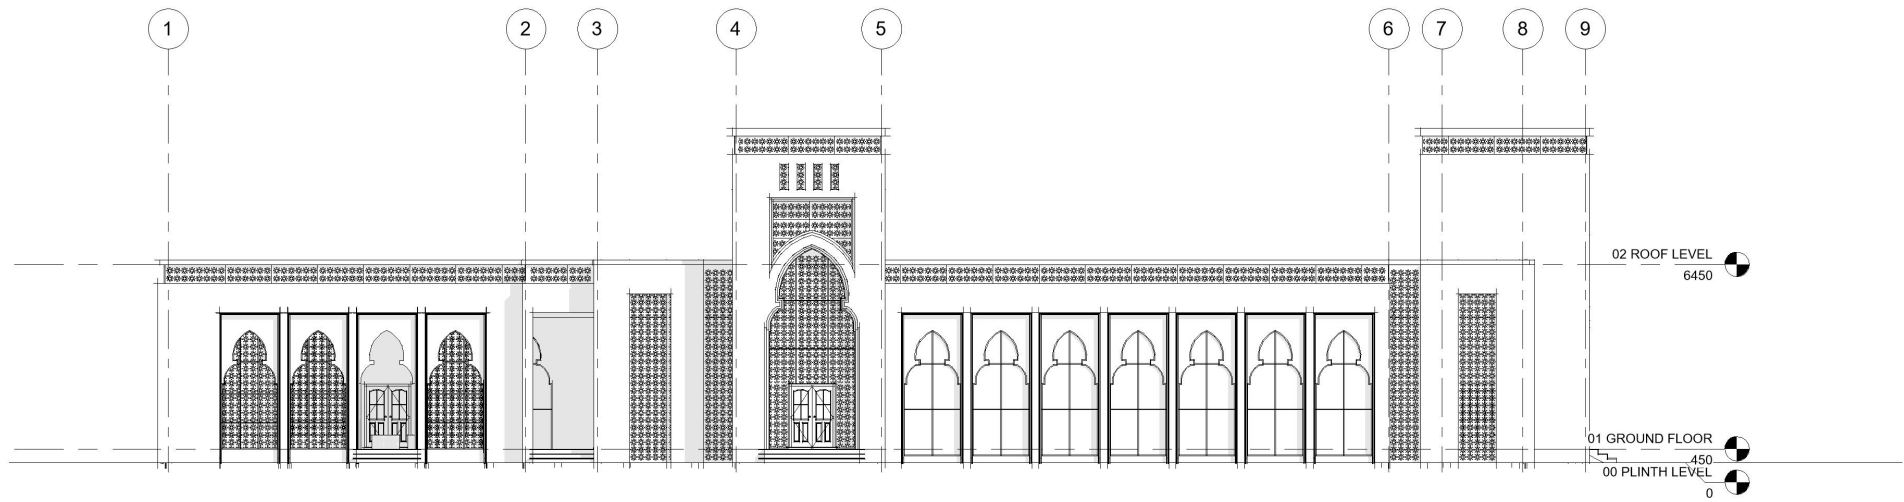 1 2 3 4 5 6 7 8 9
02 ROOF LEVEL
6450
01 GROUND FLOOR
450
00 PLINTH LEVEL
0